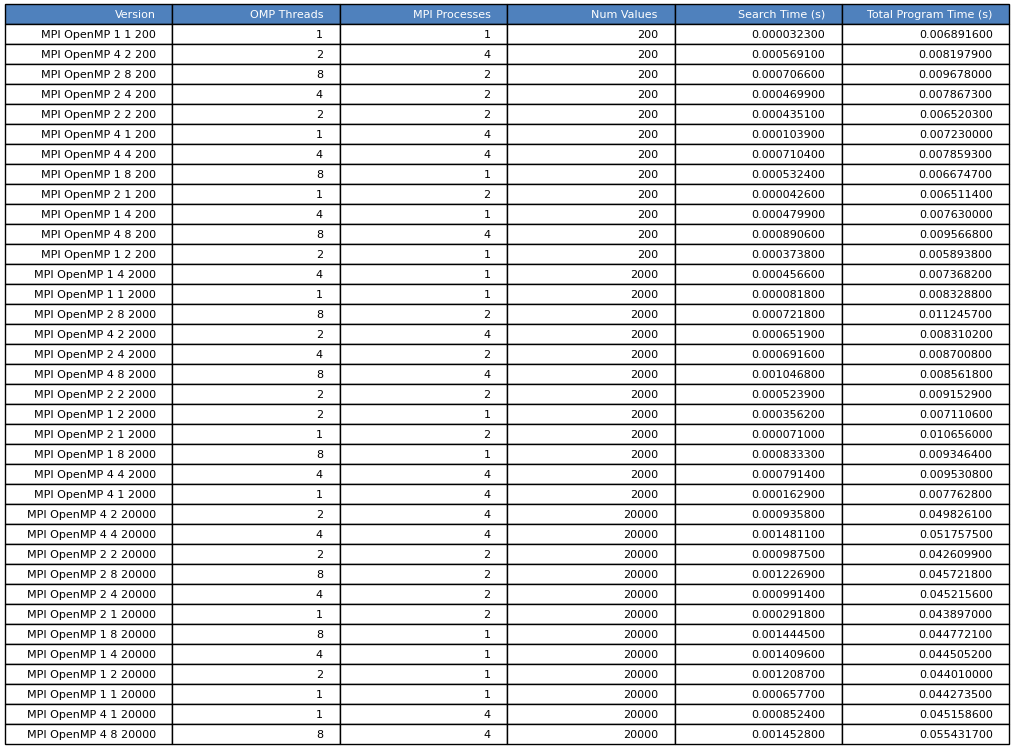 Version OMP Threads MPI Processes Num Values Search Time (s) Total Program Time (s)
MPI OpenMP 1 1 200 1 1 200 0.000032300 0.006891600
MPI OpenMP 4 2 200 2 4 200 0.000569100 0.008197900
MPI OpenMP 2 8 200 8 2 200 0.000706600 0.009678000
MPI OpenMP 2 4 200 4 2 200 0.000469900 0.007867300
MPI OpenMP 2 2 200 2 2 200 0.000435100 0.006520300
MPI OpenMP 4 1 200 1 4 200 0.000103900 0.007230000
MPI OpenMP 4 4 200 4 4 200 0.000710400 0.007859300
MPI OpenMP 1 8 200 8 1 200 0.000532400 0.006674700
MPI OpenMP 2 1 200 1 2 200 0.000042600 0.006511400
MPI OpenMP 1 4 200 4 1 200 0.000479900 0.007630000
MPI OpenMP 4 8 200 8 4 200 0.000890600 0.009566800
MPI OpenMP 1 2 200 2 1 200 0.000373800 0.005893800
MPI OpenMP 1 4 2000 4 1 2000 0.000456600 0.007368200
MPI OpenMP 1 1 2000 1 1 2000 0.000081800 0.008328800
MPI OpenMP 2 8 2000 8 2 2000 0.000721800 0.011245700
MPI OpenMP 4 2 2000 2 4 2000 0.000651900 0.008310200
MPI OpenMP 2 4 2000 4 2 2000 0.000691600 0.008700800
MPI OpenMP 4 8 2000 8 4 2000 0.001046800 0.008561800
MPI OpenMP 2 2 2000 2 2 2000 0.000523900 0.009152900
MPI OpenMP 1 2 2000 2 1 2000 0.000356200 0.007110600
MPI OpenMP 2 1 2000 1 2 2000 0.000071000 0.010656000
MPI OpenMP 1 8 2000 8 1 2000 0.000833300 0.009346400
MPI OpenMP 4 4 2000 4 4 2000 0.000791400 0.009530800
MPI OpenMP 4 1 2000 1 4 2000 0.000162900 0.007762800
MPI OpenMP 4 2 20000 2 4 20000 0.000935800 0.049826100
MPI OpenMP 4 4 20000 4 4 20000 0.001481100 0.051757500
MPI OpenMP 2 2 20000 2 2 20000 0.000987500 0.042609900
MPI OpenMP 2 8 20000 8 2 20000 0.001226900 0.045721800
MPI OpenMP 2 4 20000 4 2 20000 0.000991400 0.045215600
MPI OpenMP 2 1 20000 1 2 20000 0.000291800 0.043897000
MPI OpenMP 1 8 20000 8 1 20000 0.001444500 0.044772100
MPI OpenMP 1 4 20000 4 1 20000 0.001409600 0.044505200
MPI OpenMP 1 2 20000 2 1 20000 0.001208700 0.044010000
MPI OpenMP 1 1 20000 1 1 20000 0.000657700 0.044273500
MPI OpenMP 4 1 20000 1 4 20000 0.000852400 0.045158600
MPI OpenMP 4 8 20000 8 4 20000 0.001452800 0.055431700